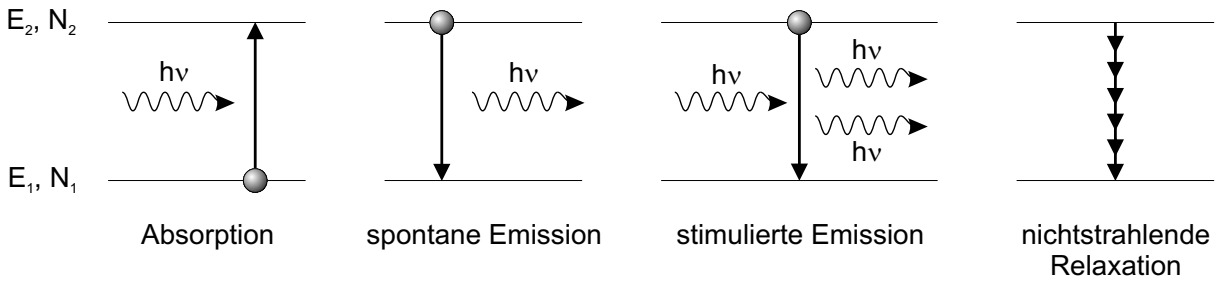 E₂, N₂
hν
hν
hν
hν
hν
E₁, N₁
Absorption
spontane Emission
stimulierte Emission
nichtstrahlende
Relaxation